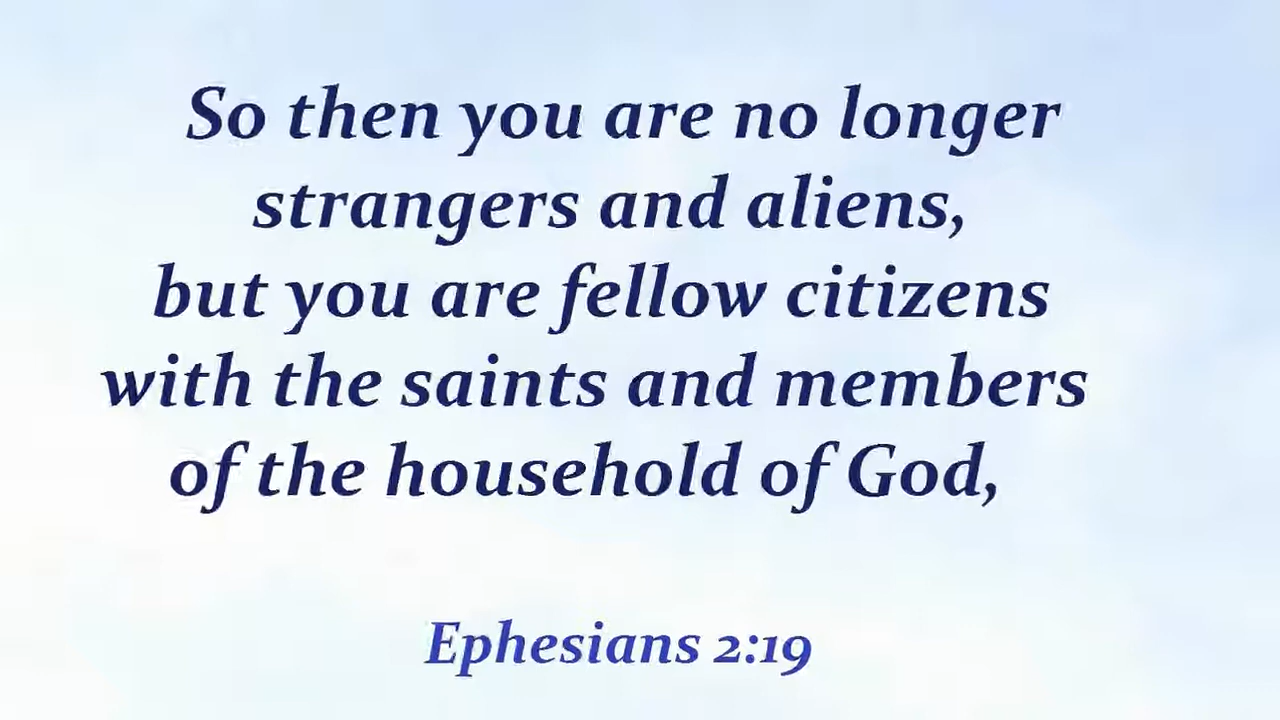 So then you are no longer
strangers and aliens,
but you are fellow citizens
with the saints and members
of the household of God,
Ephesians 2:19